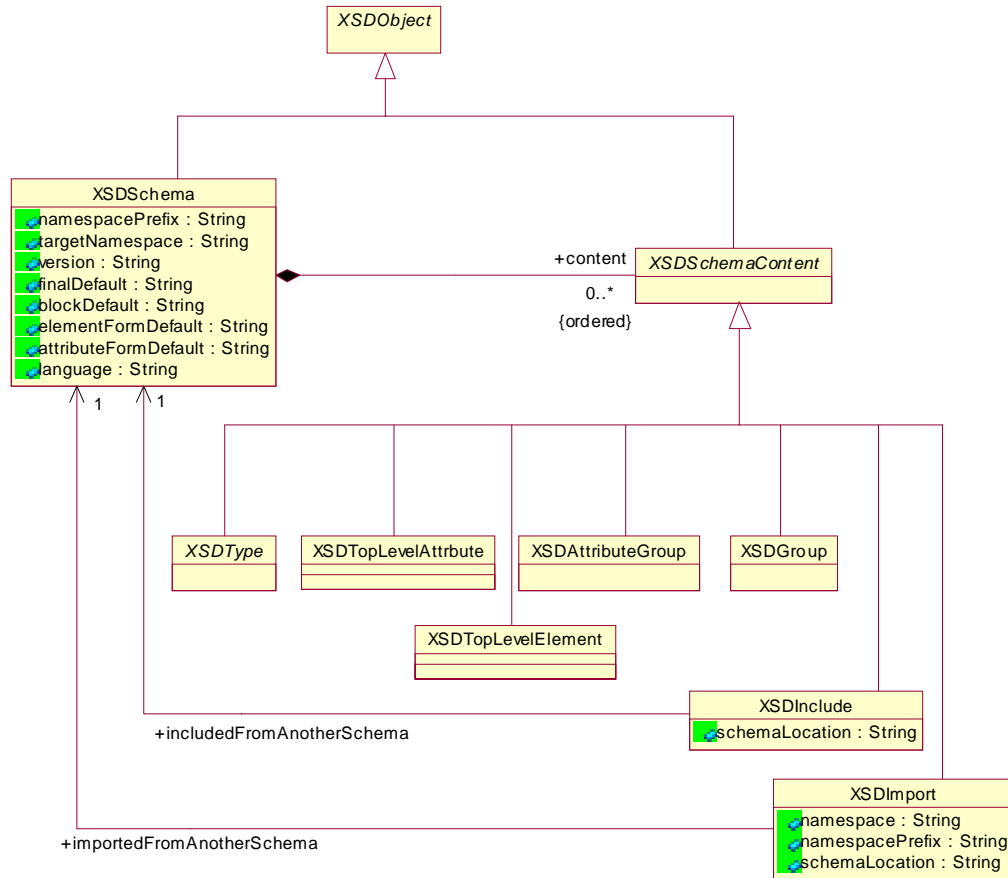 XSDObject
XSDSchema
namespacePrefix : String
targetNamespace : String
version : String
finalDefault : String
blockDefault : String
elementFormDefault : String
attributeFormDefault : String
language : String
+content
0..*
{ordered}
XSDSchemaContent
1
1
XSDType
XSDTopLevelAttrbute
XSDAttributeGroup
XSDGroup
XSDTopLevelElement
XSDInclude
schemaLocation : String
+includedFromAnotherSchema
XSDImport
namespace : String
namespacePrefix : String
schemaLocation : String
+importedFromAnotherSchema